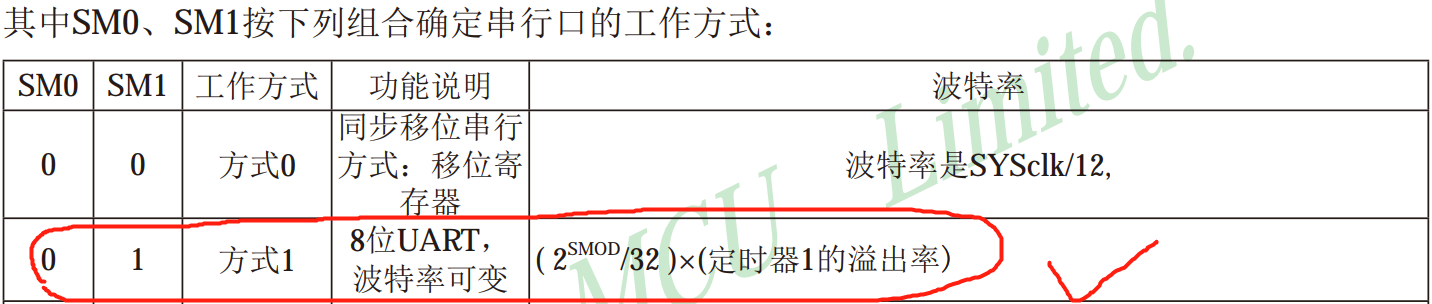 其中SM0、SM1按下列组合确定串行口的工作方式：
SM0 SM1 工作方式 功能说明 波特率
0 0 方式0 同步移位串行方式：移位寄存器 波特率是SYSclk/12,
0 1 方式1 8位UART，波特率可变 ( 2^SMOD/32 )×(定时器1的溢出率)
MCU Limited.